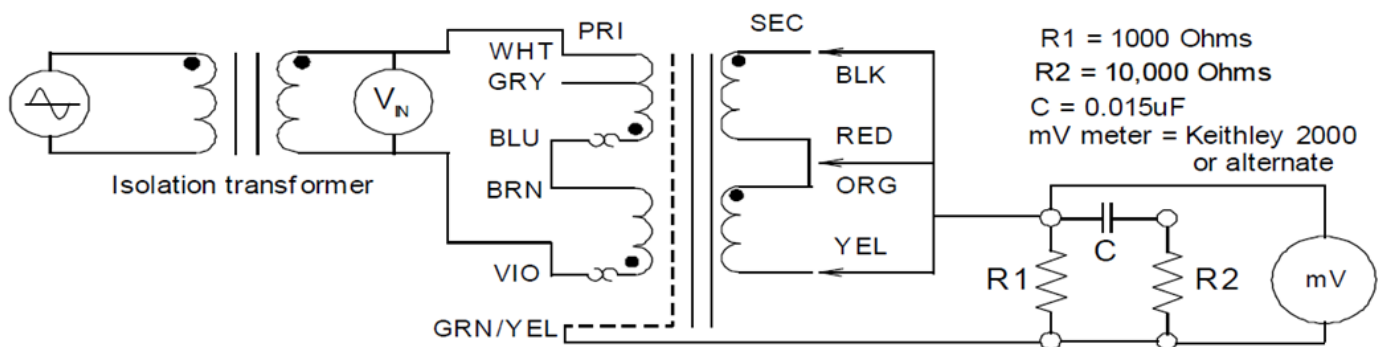 PRI
SEC
WHT
GRY
BLU
BRN
VIO
GRN/YEL
V_IN
Isolation transformer
BLK
RED
ORG
YEL
R1 = 1000 Ohms
R2 = 10,000 Ohms
C = 0.015uF
mV meter = Keithley 2000
or alternate
C
R1
R2
mV